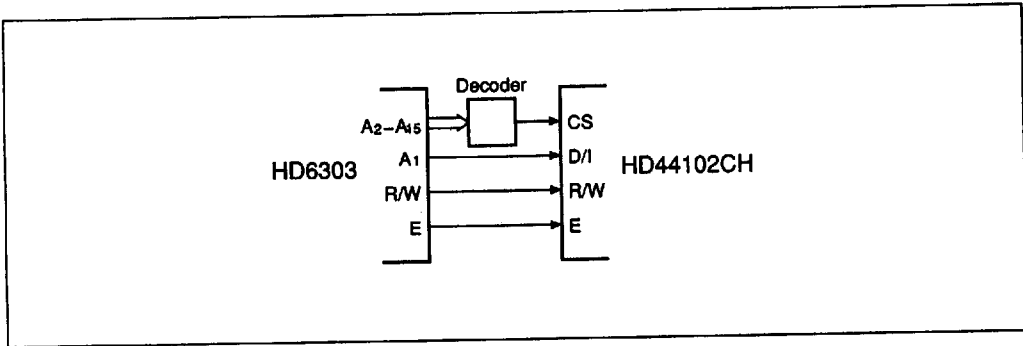 Decoder
A2–A15
CS
A1
D/I
HD6303
HD44102CH
R/W
R/W
E
E